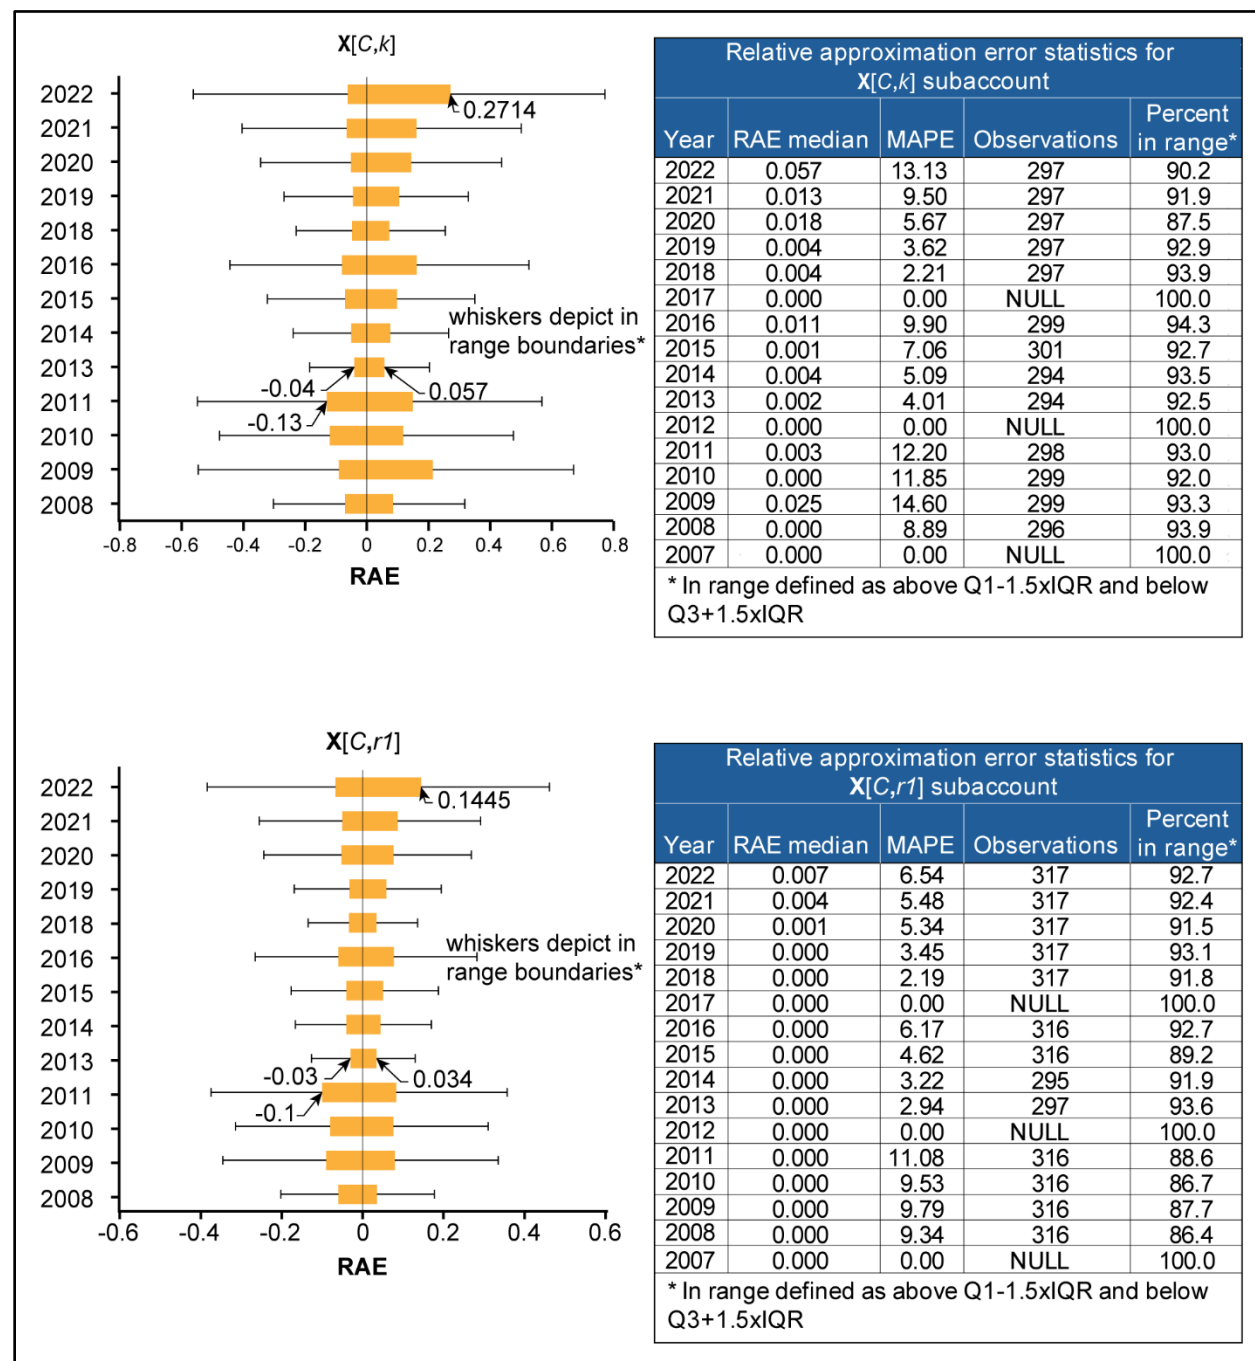 X[C,k]
2022
2021
2020
2019
2018
2016
2015
2014
2013
2011
2010
2009
2008
0.2714
whiskers depict in
range boundaries*
-0.04
0.057
-0.13
-0.8 -0.6 -0.4 -0.2 0 0.2 0.4 0.6 0.8
RAE
Relative approximation error statistics for
X[C,k] subaccount
Year RAE median MAPE Observations Percent in range*
2022 0.057 13.13 297 90.2
2021 0.013 9.50 297 91.9
2020 0.018 5.67 297 87.5
2019 0.004 3.62 297 92.9
2018 0.004 2.21 297 93.9
2017 0.000 0.00 NULL 100.0
2016 0.011 9.90 299 94.3
2015 0.001 7.06 301 92.7
2014 0.004 5.09 294 93.5
2013 0.002 4.01 294 92.5
2012 0.000 0.00 NULL 100.0
2011 0.003 12.20 298 93.0
2010 0.000 11.85 299 92.0
2009 0.025 14.60 299 93.3
2008 0.000 8.89 296 93.9
2007 0.000 0.00 NULL 100.0
* In range defined as above Q1-1.5xIQR and below
Q3+1.5xIQR
X[C,r1]
2022
2021
2020
2019
2018
2016
2015
2014
2013
2011
2010
2009
2008
0.1445
whiskers depict in
range boundaries*
-0.03
0.034
-0.1
-0.6 -0.4 -0.2 0 0.2 0.4 0.6
RAE
Relative approximation error statistics for
X[C,r1] subaccount
Year RAE median MAPE Observations Percent in range*
2022 0.007 6.54 317 92.7
2021 0.004 5.48 317 92.4
2020 0.001 5.34 317 91.5
2019 0.000 3.45 317 93.1
2018 0.000 2.19 317 91.8
2017 0.000 0.00 NULL 100.0
2016 0.000 6.17 316 92.7
2015 0.000 4.62 316 89.2
2014 0.000 3.22 295 91.9
2013 0.000 2.94 297 93.6
2012 0.000 0.00 NULL 100.0
2011 0.000 11.08 316 88.6
2010 0.000 9.53 316 86.7
2009 0.000 9.79 316 87.7
2008 0.000 9.34 316 86.4
2007 0.000 0.00 NULL 100.0
* In range defined as above Q1-1.5xIQR and below
Q3+1.5xIQR